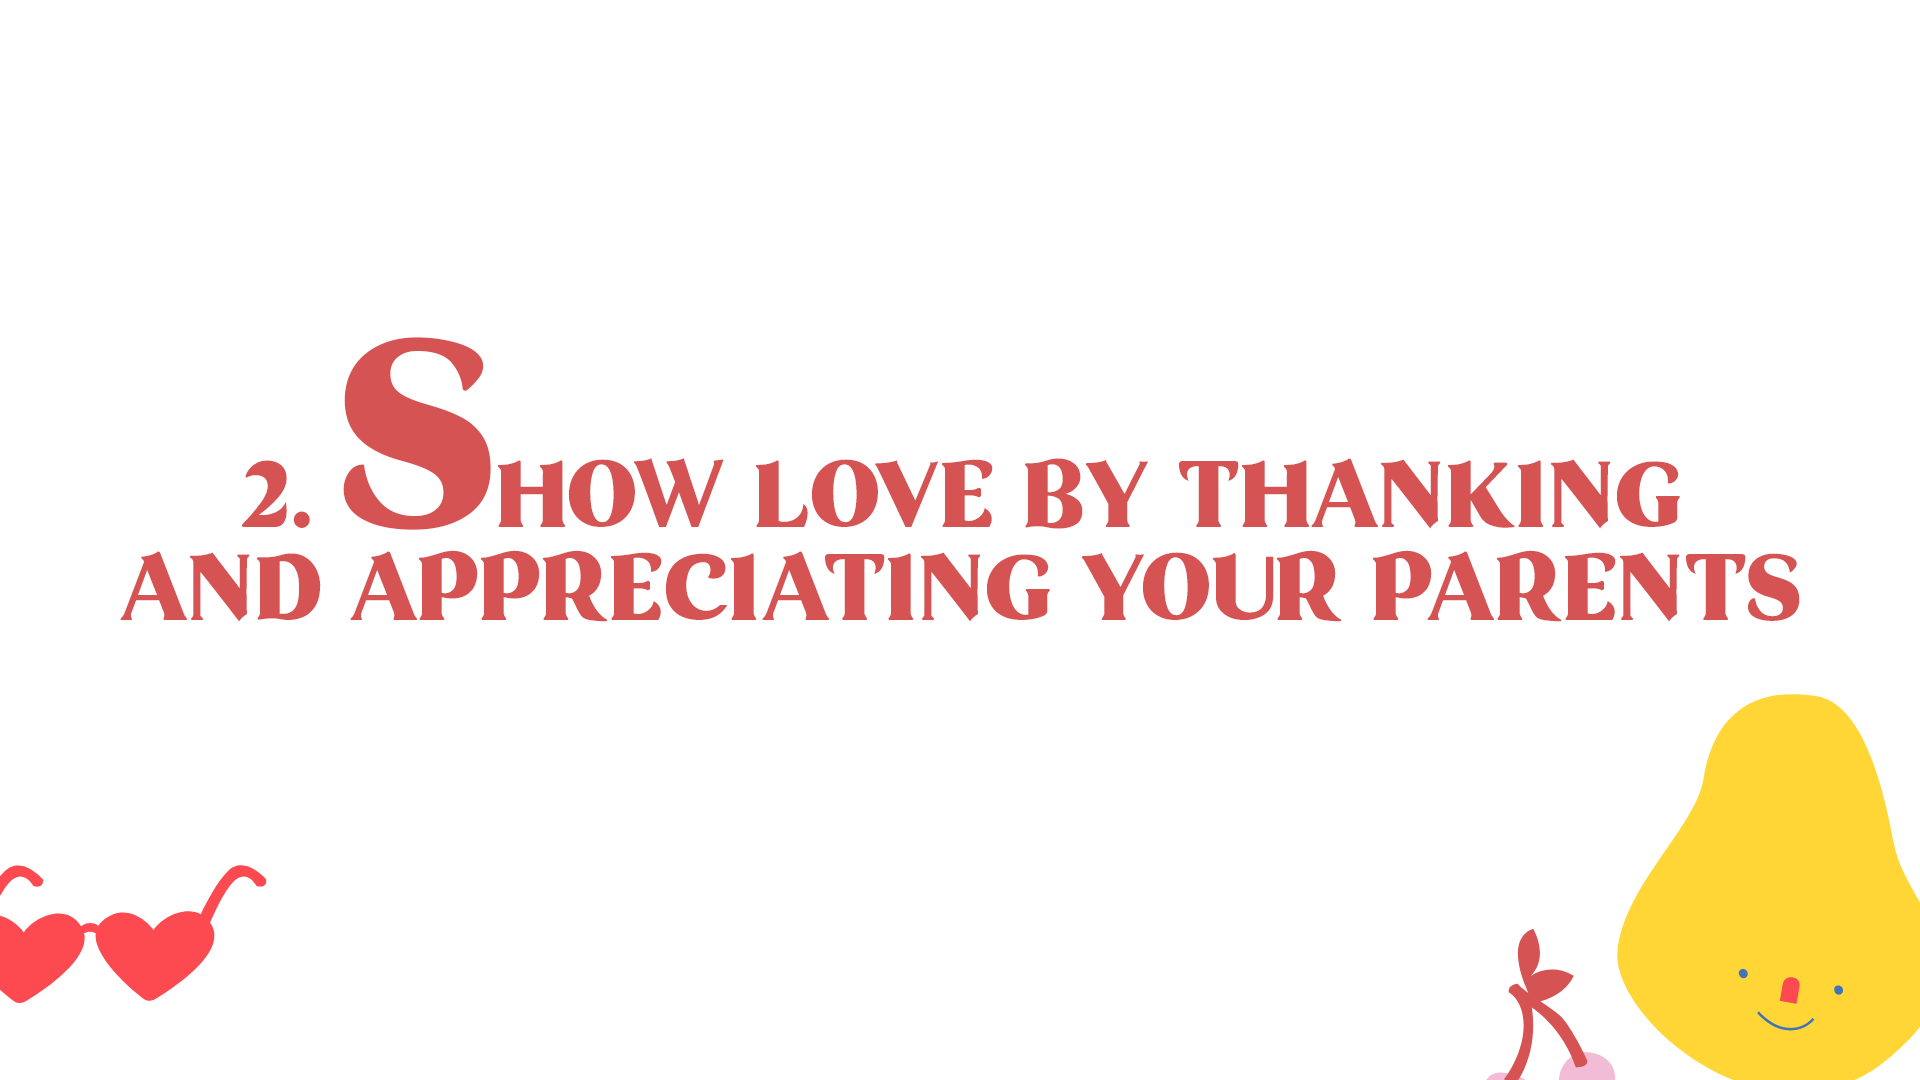 2. SHOW LOVE BY THANKING
AND APPRECIATING YOUR PARENTS